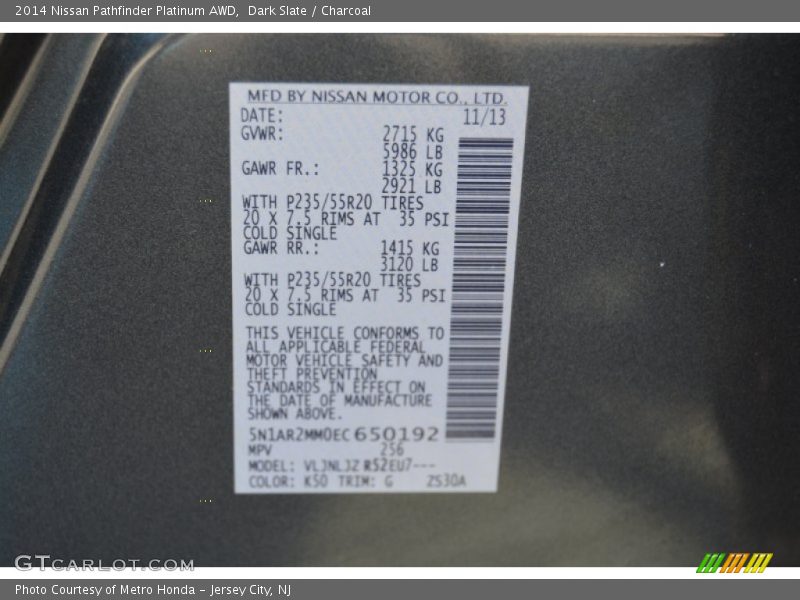 2014 Nissan Pathfinder Platinum AWD,  Dark Slate / Charcoal
MFD BY NISSAN MOTOR CO., LTD.
DATE: 11/13
GVWR: 2715 KG
5986 LB
GAWR FR.: 1325 KG
2921 LB
WITH P235/55R20 TIRES
20 X 7.5 RIMS AT 35 PSI
COLD SINGLE
GAWR RR.: 1415 KG
3120 LB
WITH P235/55R20 TIRES
20 X 7.5 RIMS AT 35 PSI
COLD SINGLE
THIS VEHICLE CONFORMS TO
ALL APPLICABLE FEDERAL
MOTOR VEHICLE SAFETY AND
THEFT PREVENTION
STANDARDS IN EFFECT ON
THE DATE OF MANUFACTURE
SHOWN ABOVE.
5N1AR2MM0EC650192
MPV 256
MODEL: VLJNLJZ R52EU7---
COLOR: K50 TRIM: G ZS30A
GTCARLOT.COM
Photo Courtesy of Metro Honda – Jersey City, NJ